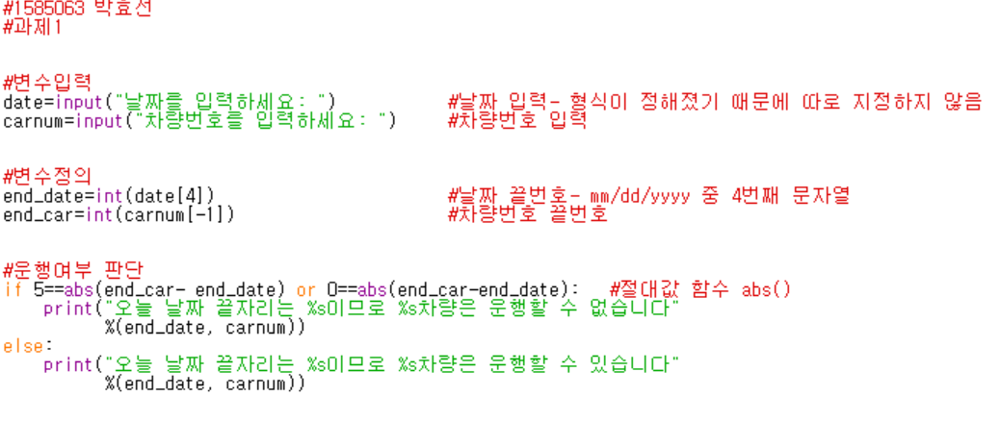 #1585063 박효선
#과제1
#변수입력
date=input("날짜를 입력하세요: ") #날짜 입력- 형식이 정해졌기 때문에 따로 지정하지 않음
carnum=input("차량번호를 입력하세요: ") #차량번호 입력
#변수정의
end_date=int(date[4]) #날짜 끝번호- mm/dd/yyyy 중 4번째 문자열
end_car=int(carnum[-1]) #차량번호 끝번호
#운행여부 판단
if 5==abs(end_car- end_date) or 0==abs(end_car-end_date): #절대값 함수 abs()
print("오늘 날짜 끝자리는 %s이므로 %s차량은 운행할 수 없습니다"
%(end_date, carnum))
else:
print("오늘 날짜 끝자리는 %s이므로 %s차량은 운행할 수 있습니다"
%(end_date, carnum))